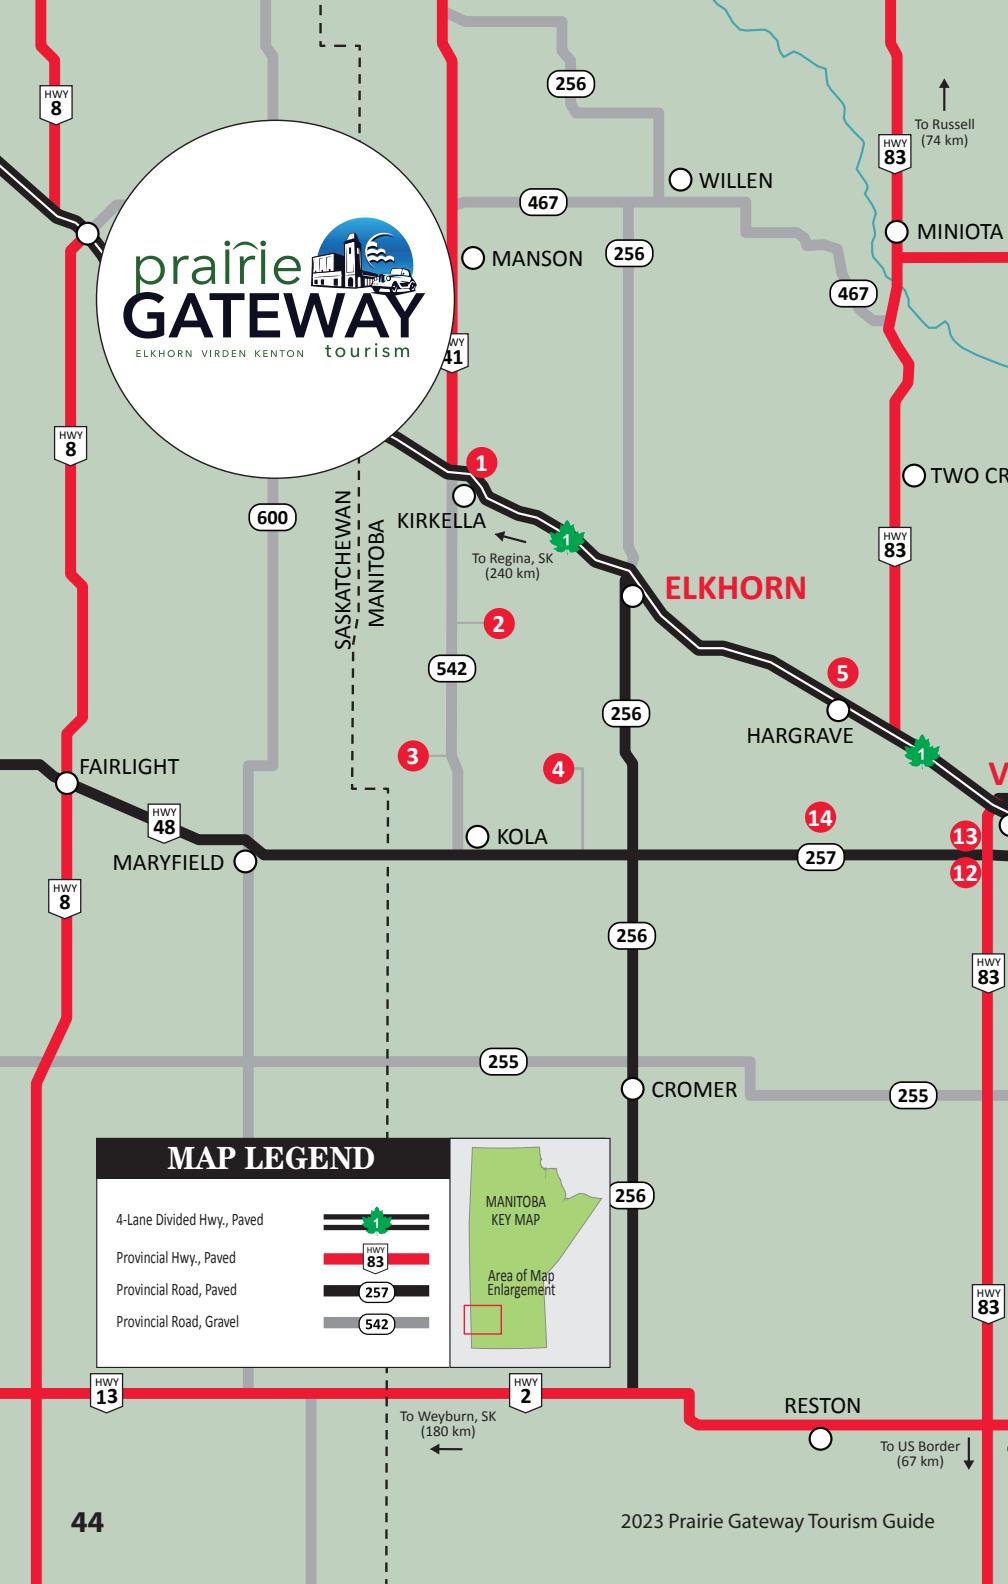 256
HWY
8
To Russell
(74 km)
HWY
83
WILLEN
467
MINIOTA
256
MANSON
prairie
GATEWAY
ELKHORN VIRDEN KENTON tourism
467
41
HWY
8
1
TWO CR
600
KIRKELLA
SASKATCHEWAN
MANITOBA
1
To Regina, SK
(240 km)
HWY
83
ELKHORN
2
542
5
256
HARGRAVE
3
4
1
V
FAIRLIGHT
HWY
48
14
KOLA
13
MARYFIELD
257
12
HWY
8
256
HWY
83
255
CROMER
255
MAP LEGEND
4-Lane Divided Hwy., Paved
1
Provincial Hwy., Paved
HWY
83
Provincial Road, Paved
257
Provincial Road, Gravel
542
MANITOBA
KEY MAP
Area of Map
Enlargement
256
HWY
83
HWY
13
HWY
2
RESTON
To Weyburn, SK
(180 km)
To US Border
(67 km)
44
2023 Prairie Gateway Tourism Guide